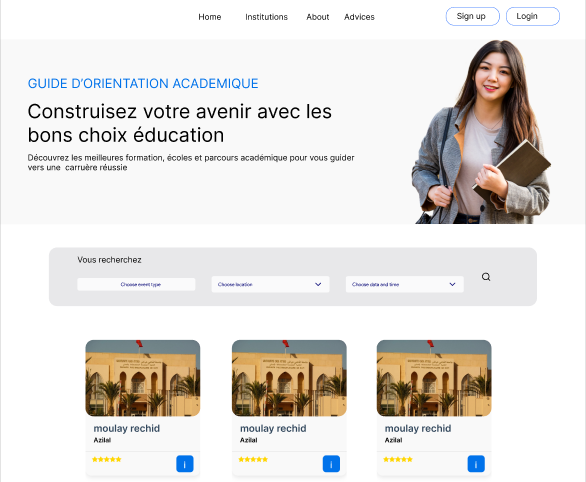 Home Institutions About Advices Sign up Login
GUIDE D'ORIENTATION ACADEMIQUE
Construisez votre avenir avec les
bons choix éducation
Découvrez les meilleures formation, écoles et parcours académique pour vous guider
vers une carruère réussie
Vous recherchez
Choose event type Choose location Choose data and time
moulay rechid moulay rechid moulay rechid
Azilal Azilal Azilal
i i i